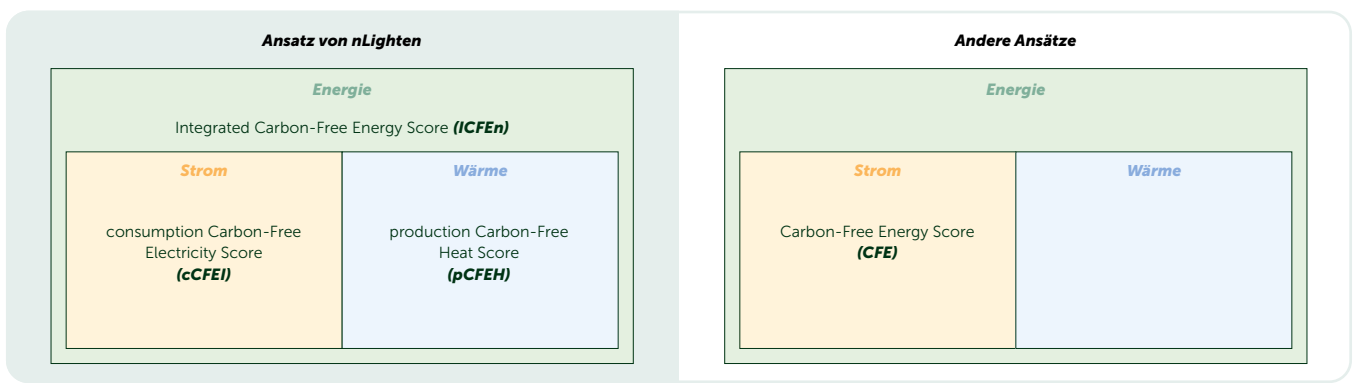 Ansatz von nLighten
Energie
Integrated Carbon-Free Energy Score (ICFEn)
Strom
consumption Carbon-Free
Electricity Score
(cCFEI)
Wärme
production Carbon-Free
Heat Score
(pCFEH)
Andere Ansätze
Energie
Strom
Carbon-Free Energy Score
(CFE)
Wärme